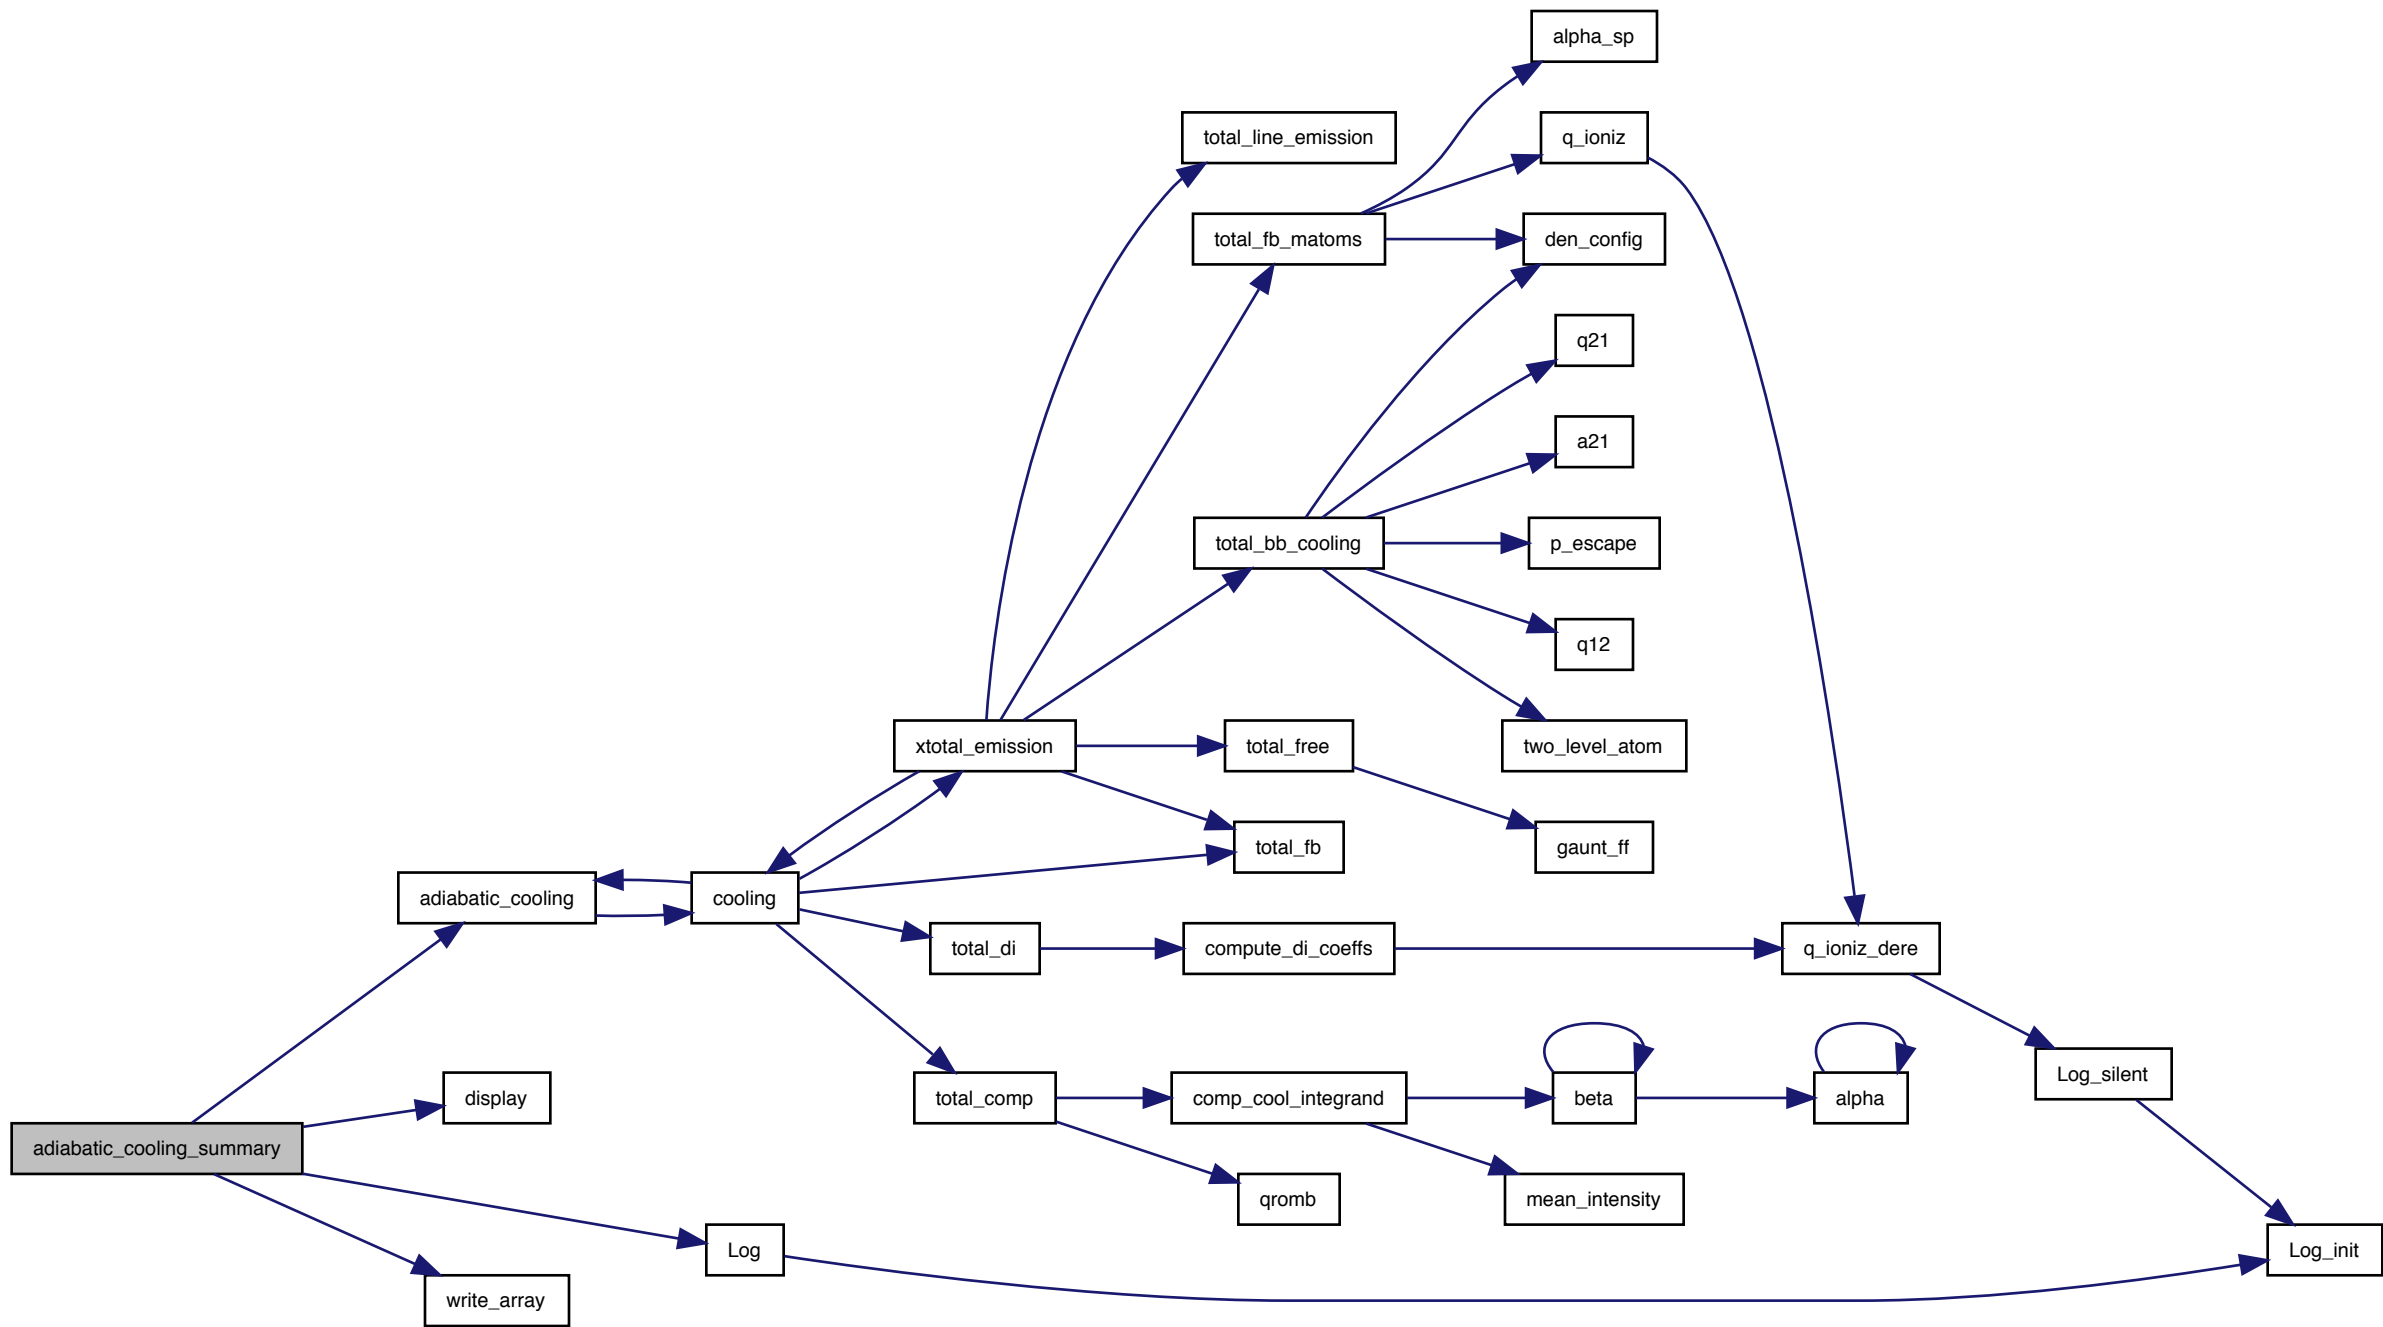 alpha_sp
total_line_emission
q_ioniz
total_fb_matoms
den_config
q21
a21
total_bb_cooling
p_escape
q12
xtotal_emission
total_free
two_level_atom
total_fb
gaunt_ff
adiabatic_cooling
cooling
total_di
compute_di_coeffs
q_ioniz_dere
Log_silent
display
total_comp
comp_cool_integrand
beta
alpha
adiabatic_cooling_summary
qromb
mean_intensity
Log
Log_init
write_array